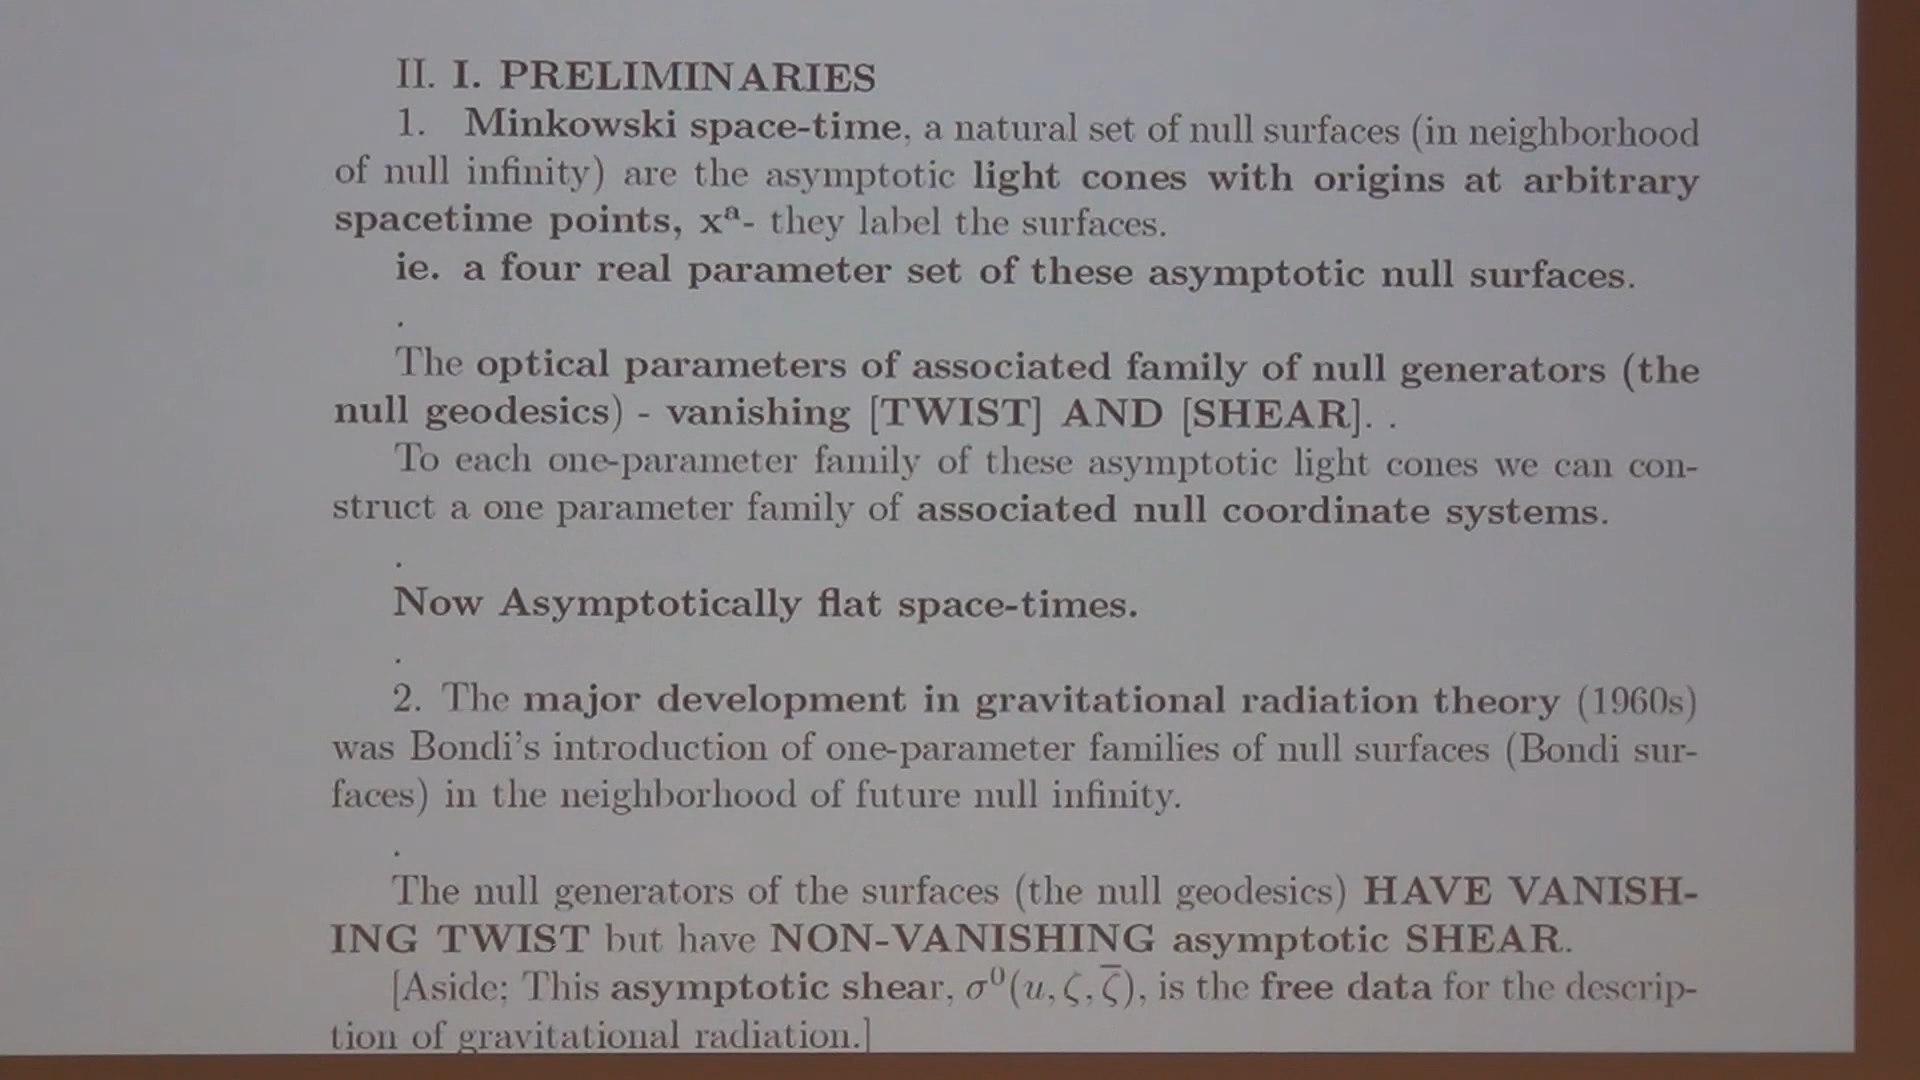 II. I. PRELIMINARIES
1. Minkowski space-time, a natural set of null surfaces (in neighborhood
of null infinity) are the asymptotic light cones with origins at arbitrary
spacetime points, xᵃ- they label the surfaces.
ie. a four real parameter set of these asymptotic null surfaces.
.
The optical parameters of associated family of null generators (the
null geodesics) - vanishing [TWIST] AND [SHEAR]. .
To each one-parameter family of these asymptotic light cones we can con-
struct a one parameter family of associated null coordinate systems.
.
Now Asymptotically flat space-times.
.
2. The major development in gravitational radiation theory (1960s)
was Bondi's introduction of one-parameter families of null surfaces (Bondi sur-
faces) in the neighborhood of future null infinity.
.
The null generators of the surfaces (the null geodesics) HAVE VANISH-
ING TWIST but have NON-VANISHING asymptotic SHEAR.
[Aside; This asymptotic shear, σ⁰(u, ζ, ζ̅), is the free data for the descrip-
tion of gravitational radiation.]